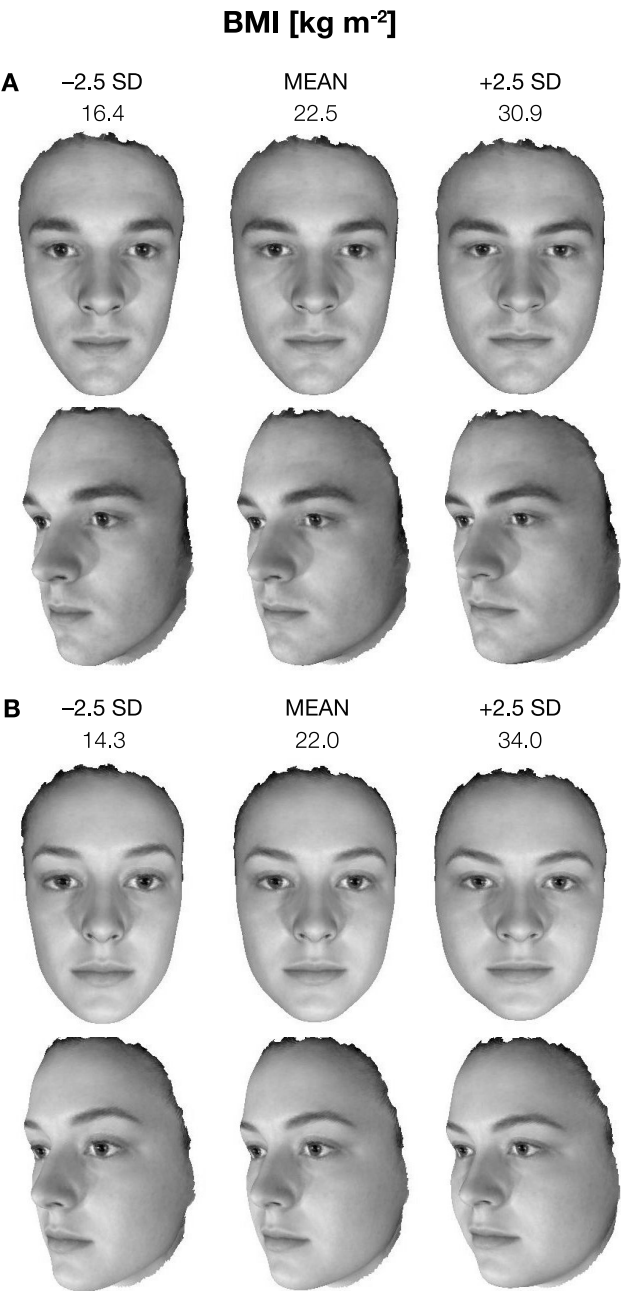 BMI [kg m-2]
A –2.5 SD MEAN +2.5 SD
16.4 22.5 30.9
B –2.5 SD MEAN +2.5 SD
14.3 22.0 34.0